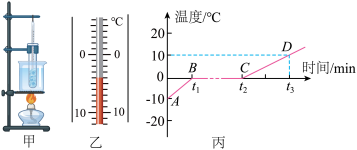 ℃
0 0
10 10
甲 乙
温度/℃
20
10
0
-10
-20
A B C D
t₁ t₂ t₃
时间/min
丙